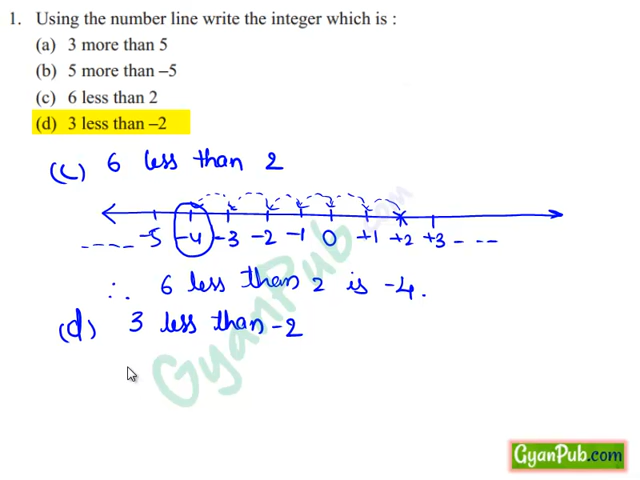 1. Using the number line write the integer which is :
(a) 3 more than 5
(b) 5 more than –5
(c) 6 less than 2
(d) 3 less than –2
(c) 6 less than 2
---- -5 -4 -3 -2 -1 0 +1 +2 +3 - --
∴ 6 less than 2 is -4.
(d) 3 less than -2
GyanPub.com
GyanPub.com